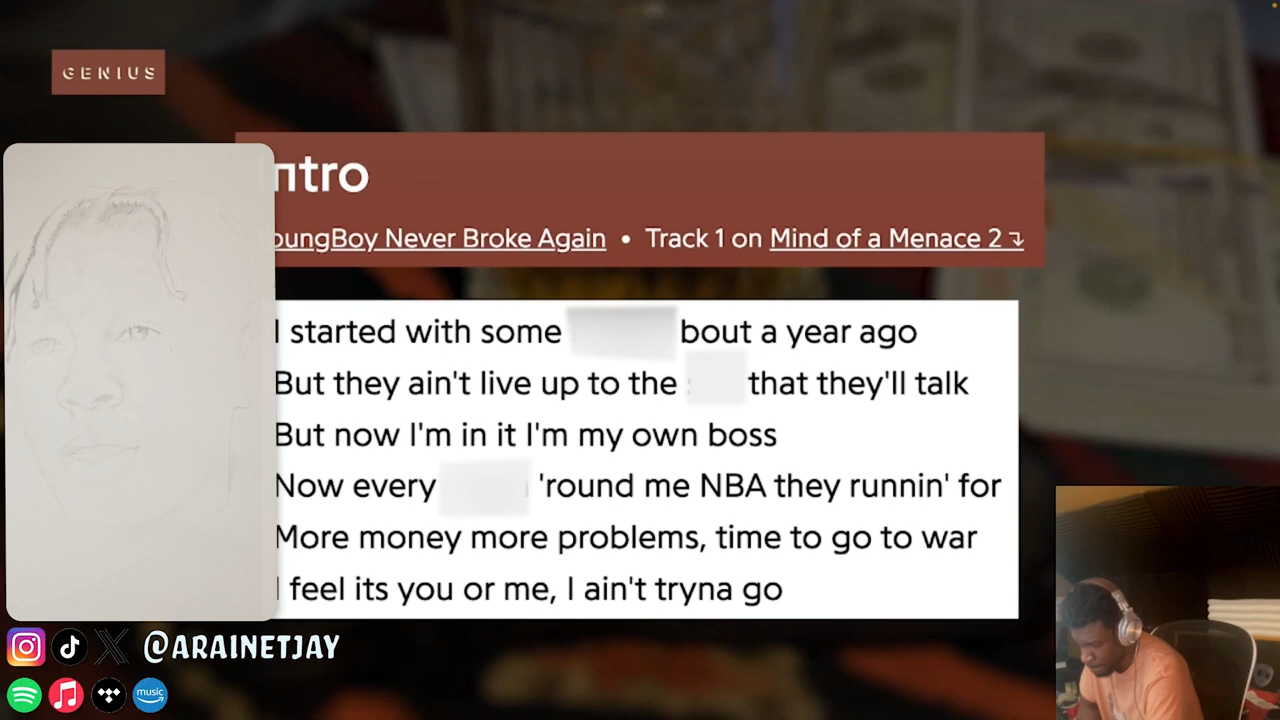 GENIUS
ntro
oungBoy Never Broke Again • Track 1 on Mind of a Menace 2
I started with some bout a year ago
But they ain't live up to the that they'll talk
But now I'm in it I'm my own boss
Now every 'round me NBA they runnin' for
More money more problems, time to go to war
I feel its you or me, I ain't tryna go
@ARAINETJAY
music